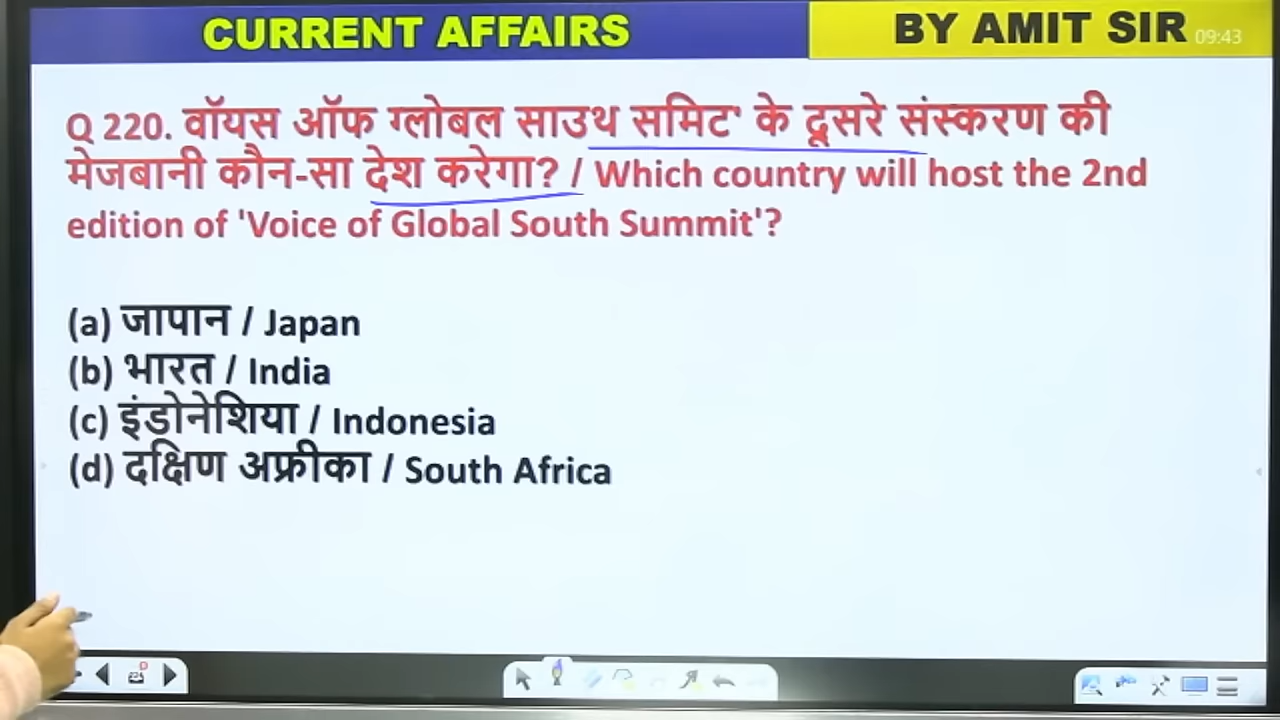 CURRENT AFFAIRS
BY AMIT SIR
09:43
Q 220. वॉयस ऑफ ग्लोबल साउथ समिट' के दूसरे संस्करण की
मेजबानी कौन-सा देश करेगा? / Which country will host the 2nd
edition of 'Voice of Global South Summit'?
(a) जापान / Japan
(b) भारत / India
(c) इंडोनेशिया / Indonesia
(d) दक्षिण अफ्रीका / South Africa